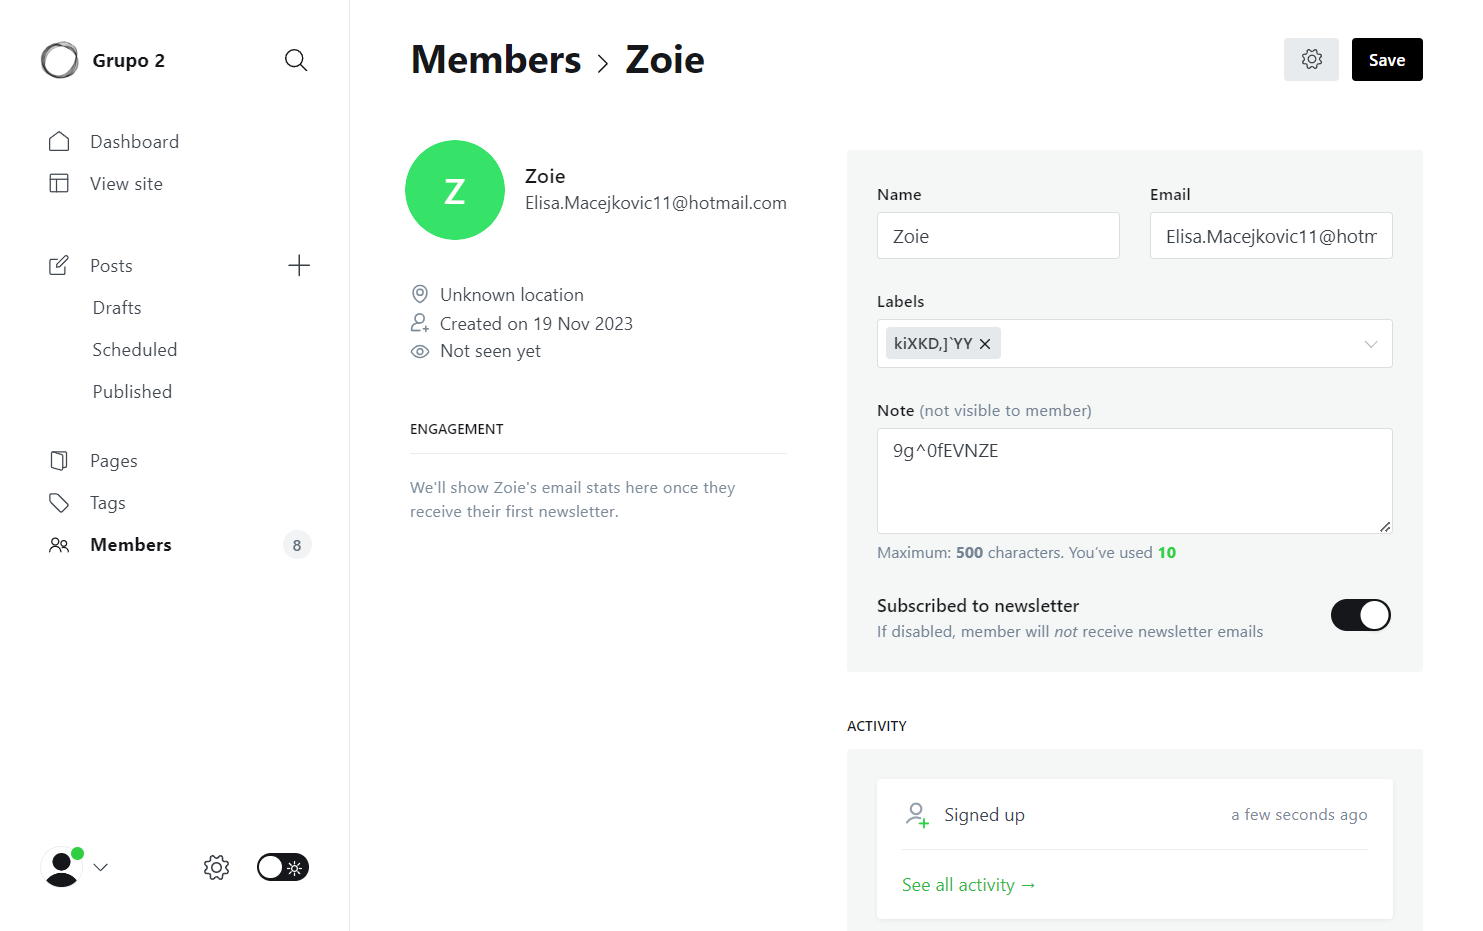 Grupo 2
Dashboard
View site
Posts
Drafts
Scheduled
Published
Pages
Tags
Members
8
Members > Zoie
Save
Z
Zoie
Elisa.Macejkovic11@hotmail.com
Unknown location
Created on 19 Nov 2023
Not seen yet
ENGAGEMENT
We'll show Zoie's email stats here once they
receive their first newsletter.
Name
Email
Zoie
Elisa.Macejkovic11@hotm
Labels
kiXKD,]`YY ×
Note (not visible to member)
9g^0fEVNZE
Maximum: 500 characters. You've used 10
Subscribed to newsletter
If disabled, member will not receive newsletter emails
ACTIVITY
Signed up
a few seconds ago
See all activity →